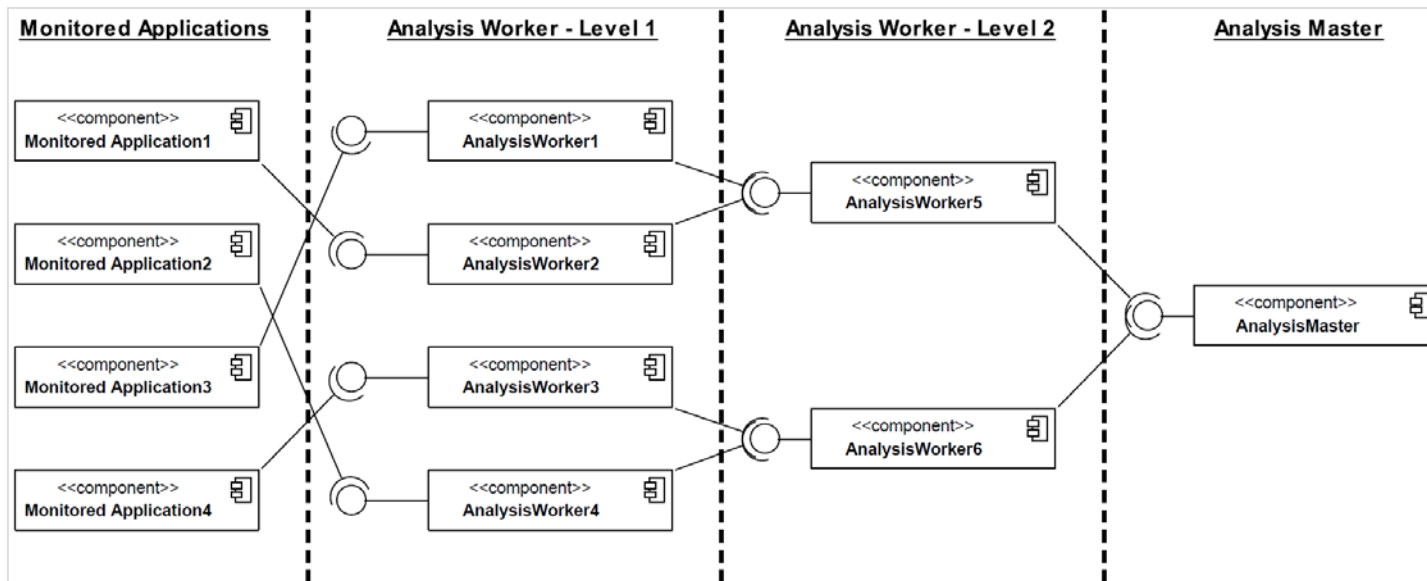 Monitored Applications
Analysis Worker - Level 1
Analysis Worker - Level 2
Analysis Master
<<component>>
Monitored Application1
<<component>>
Monitored Application2
<<component>>
Monitored Application3
<<component>>
Monitored Application4
<<component>>
AnalysisWorker1
<<component>>
AnalysisWorker2
<<component>>
AnalysisWorker3
<<component>>
AnalysisWorker4
<<component>>
AnalysisWorker5
<<component>>
AnalysisWorker6
<<component>>
AnalysisMaster